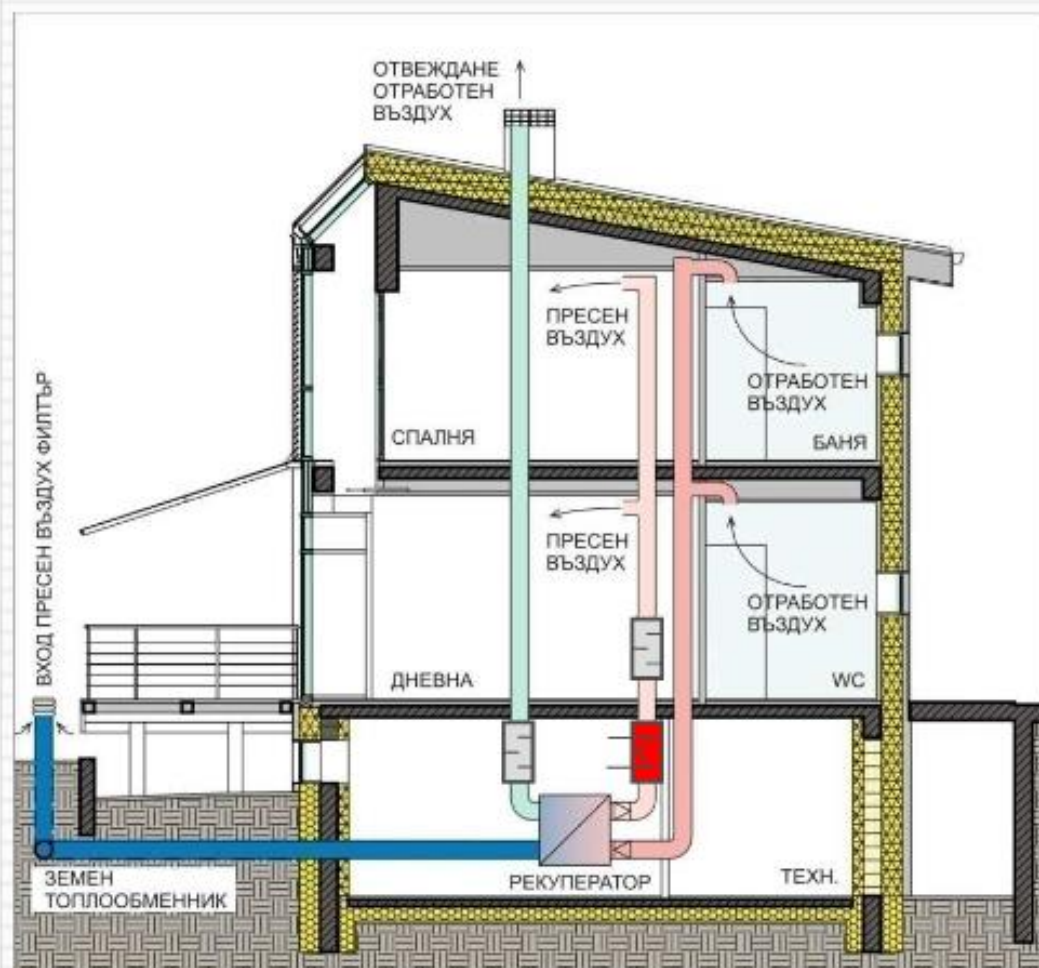 ОТВЕЖДАНЕ
ОТРАБОТЕН
ВЪЗДУХ
ПРЕСЕН
ВЪЗДУХ
ОТРАБОТЕН
ВЪЗДУХ
СПАЛНЯ
БАНЯ
ВХОД ПРЕСЕН ВЪЗДУХ ФИЛТЪР
ПРЕСЕН
ВЪЗДУХ
ОТРАБОТЕН
ВЪЗДУХ
ДНЕВНА
WC
ЗЕМЕН
ТОПЛООБМЕННИК
РЕКУПЕРАТОР
ТЕХН.